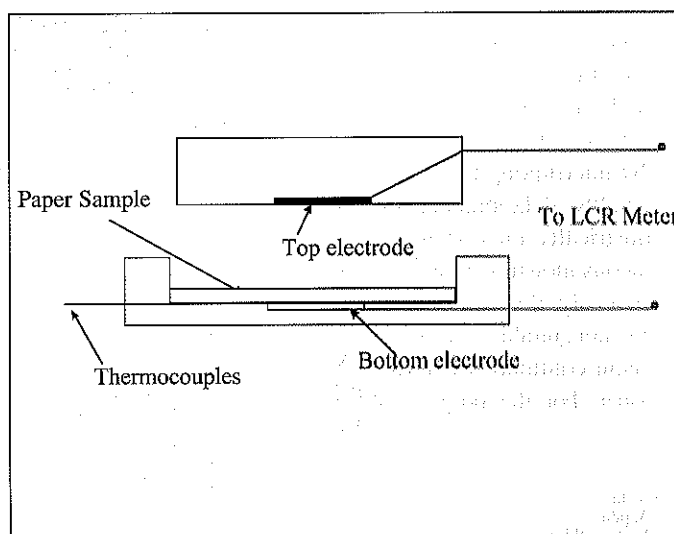 Paper Sample
To LCR Meter
Top electrode
Bottom electrode
Thermocouples